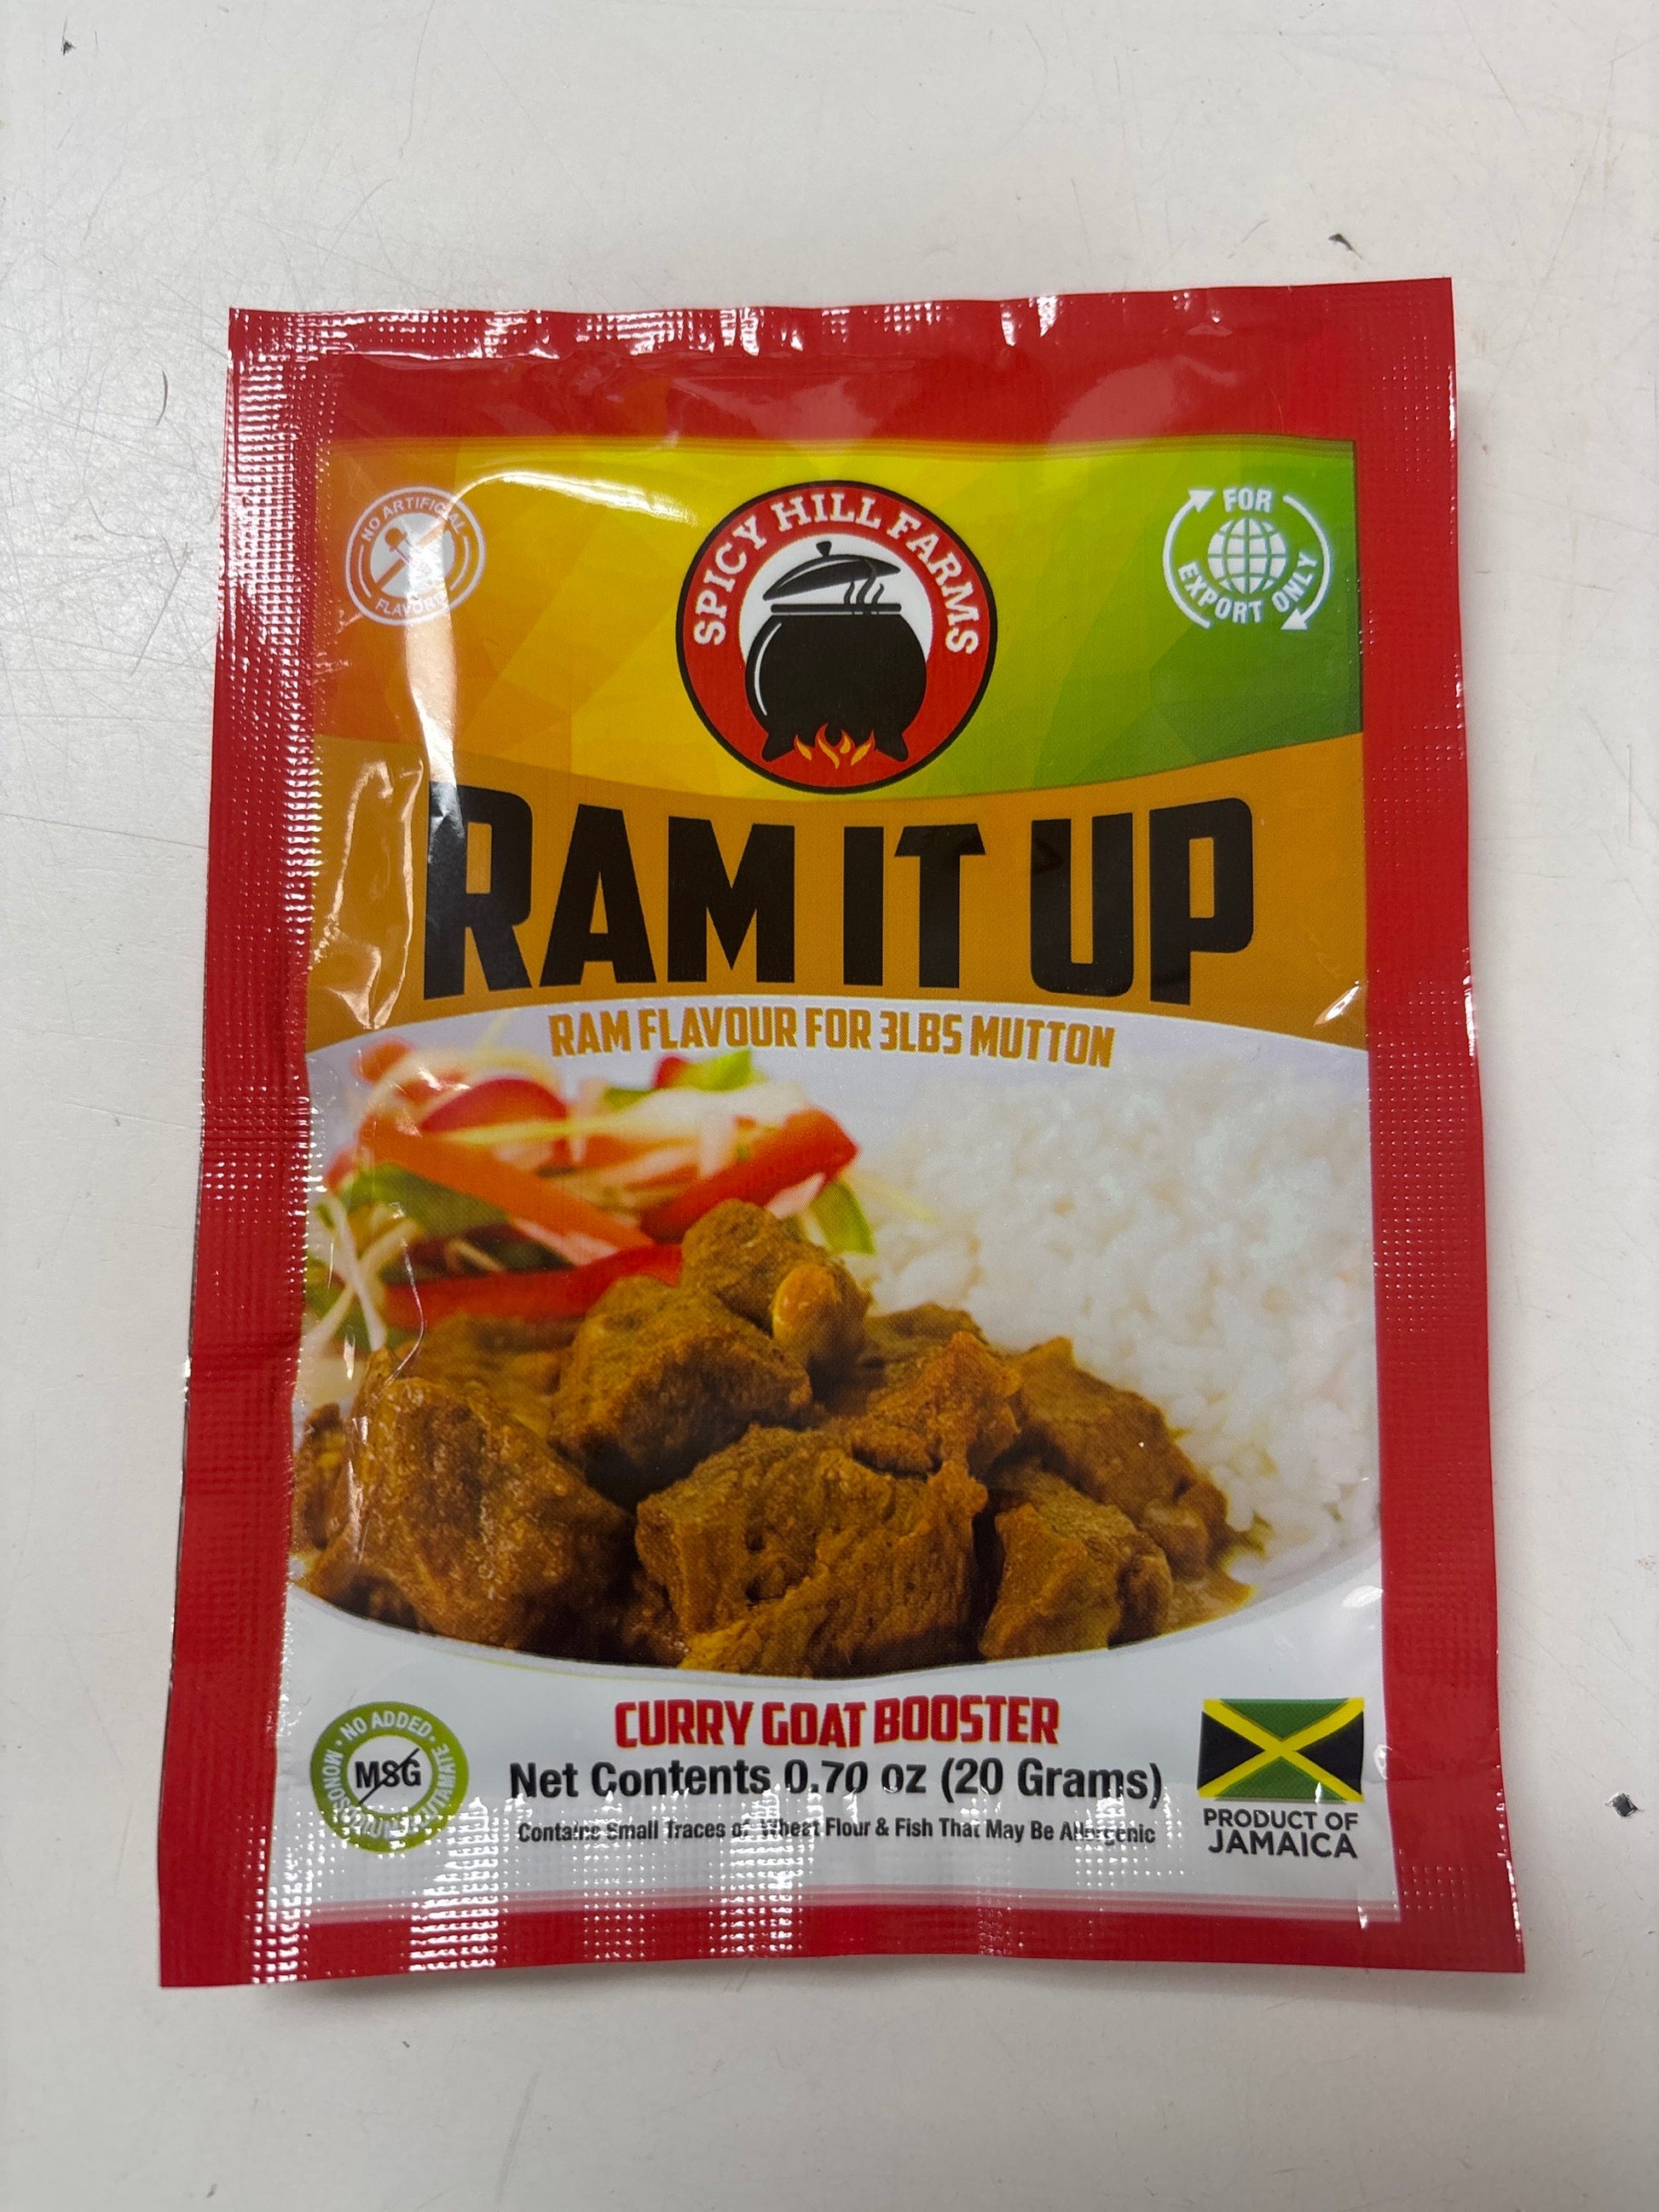 NO ARTIFICIAL
FLAVORS
SPICY HILL FARMS
FOR
EXPORT ONLY
RAM IT UP
RAM FLAVOUR FOR 3LBS MUTTON
CURRY GOAT BOOSTER
Net Contents 0.70 oz (20 Grams)
Contains Small Traces of Wheat Flour & Fish That May Be Allergenic
• NO ADDED •
MSG
MONOSODIUM GLUTAMATE
PRODUCT OF
JAMAICA